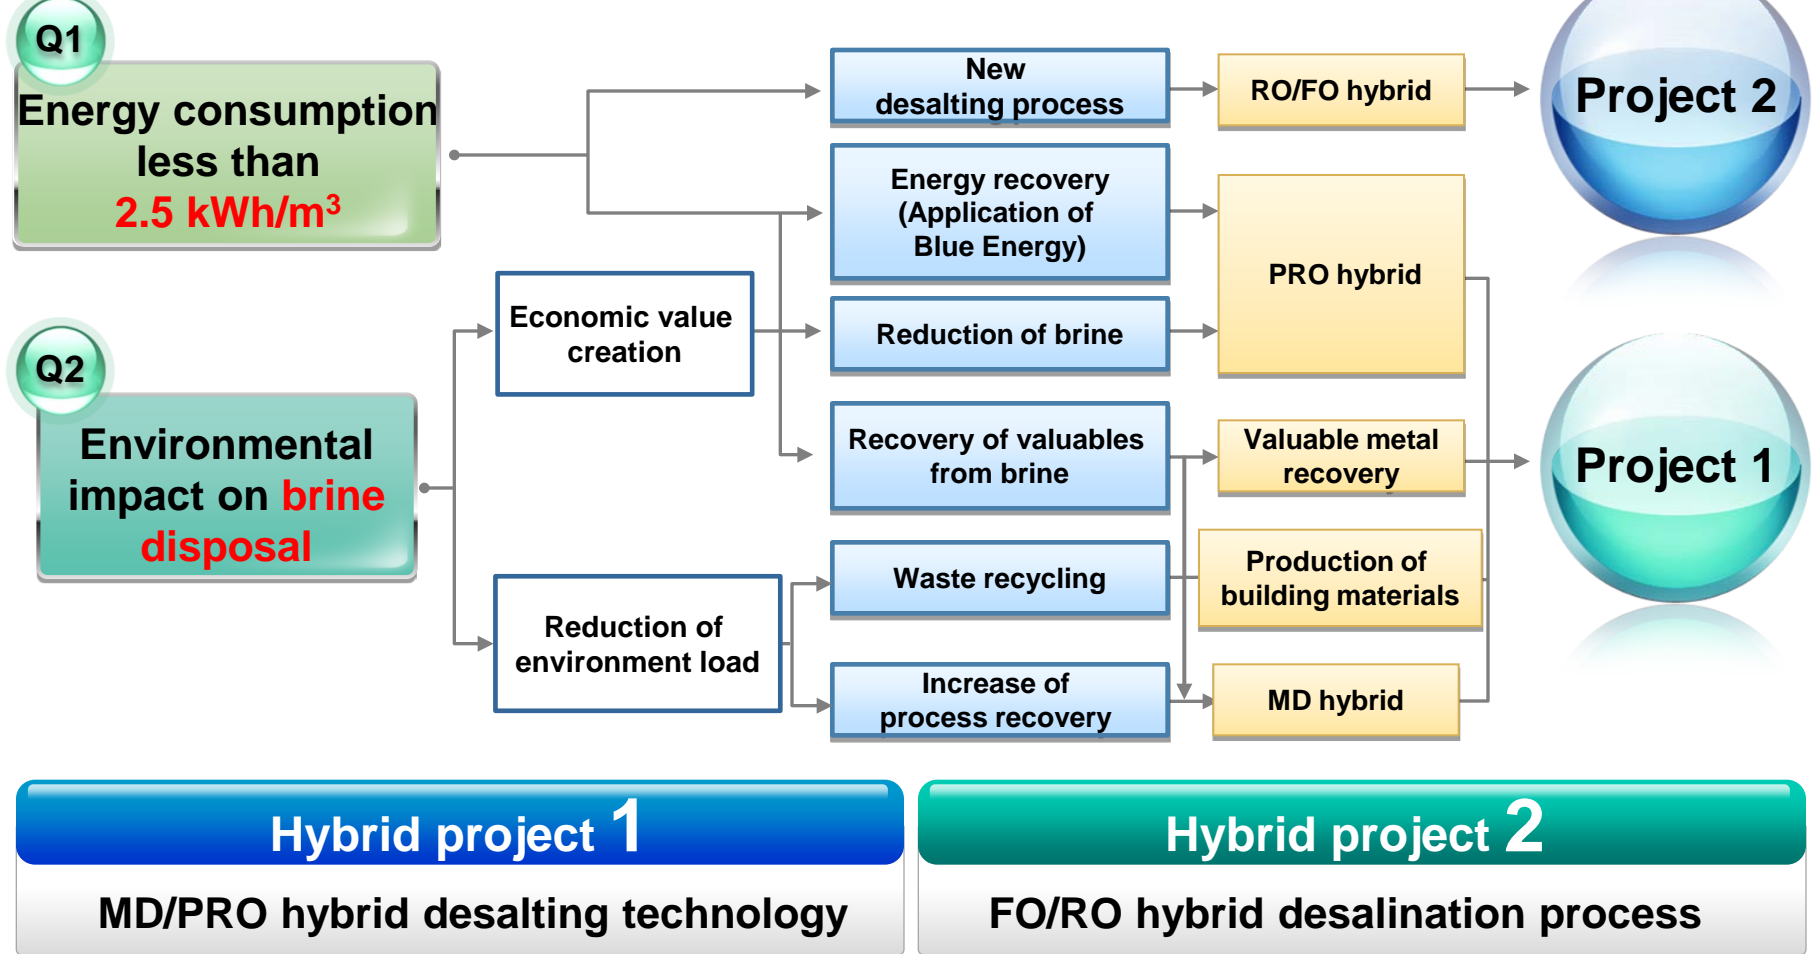 Q1
Energy consumption
less than
2.5 kWh/m³
Q2
Environmental
impact on brine
disposal
Economic value
creation
Reduction of
environment load
New
desalting process
Energy recovery
(Application of
Blue Energy)
Reduction of brine
Recovery of valuables
from brine
Waste recycling
Increase of
process recovery
RO/FO hybrid
PRO hybrid
Valuable metal
recovery
Production of
building materials
MD hybrid
Project 2
Project 1
Hybrid project 1
MD/PRO hybrid desalting technology
Hybrid project 2
FO/RO hybrid desalination process